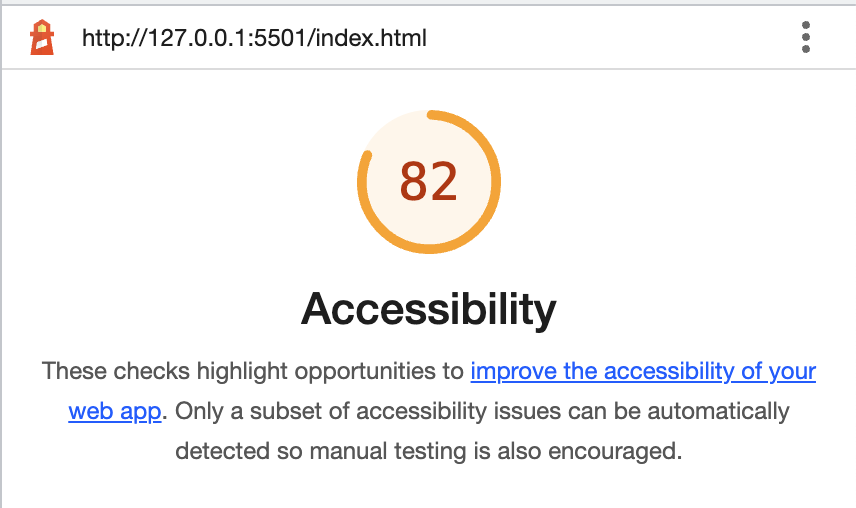 http://127.0.0.1:5501/index.html
82
Accessibility
These checks highlight opportunities to improve the accessibility of your
web app. Only a subset of accessibility issues can be automatically
detected so manual testing is also encouraged.